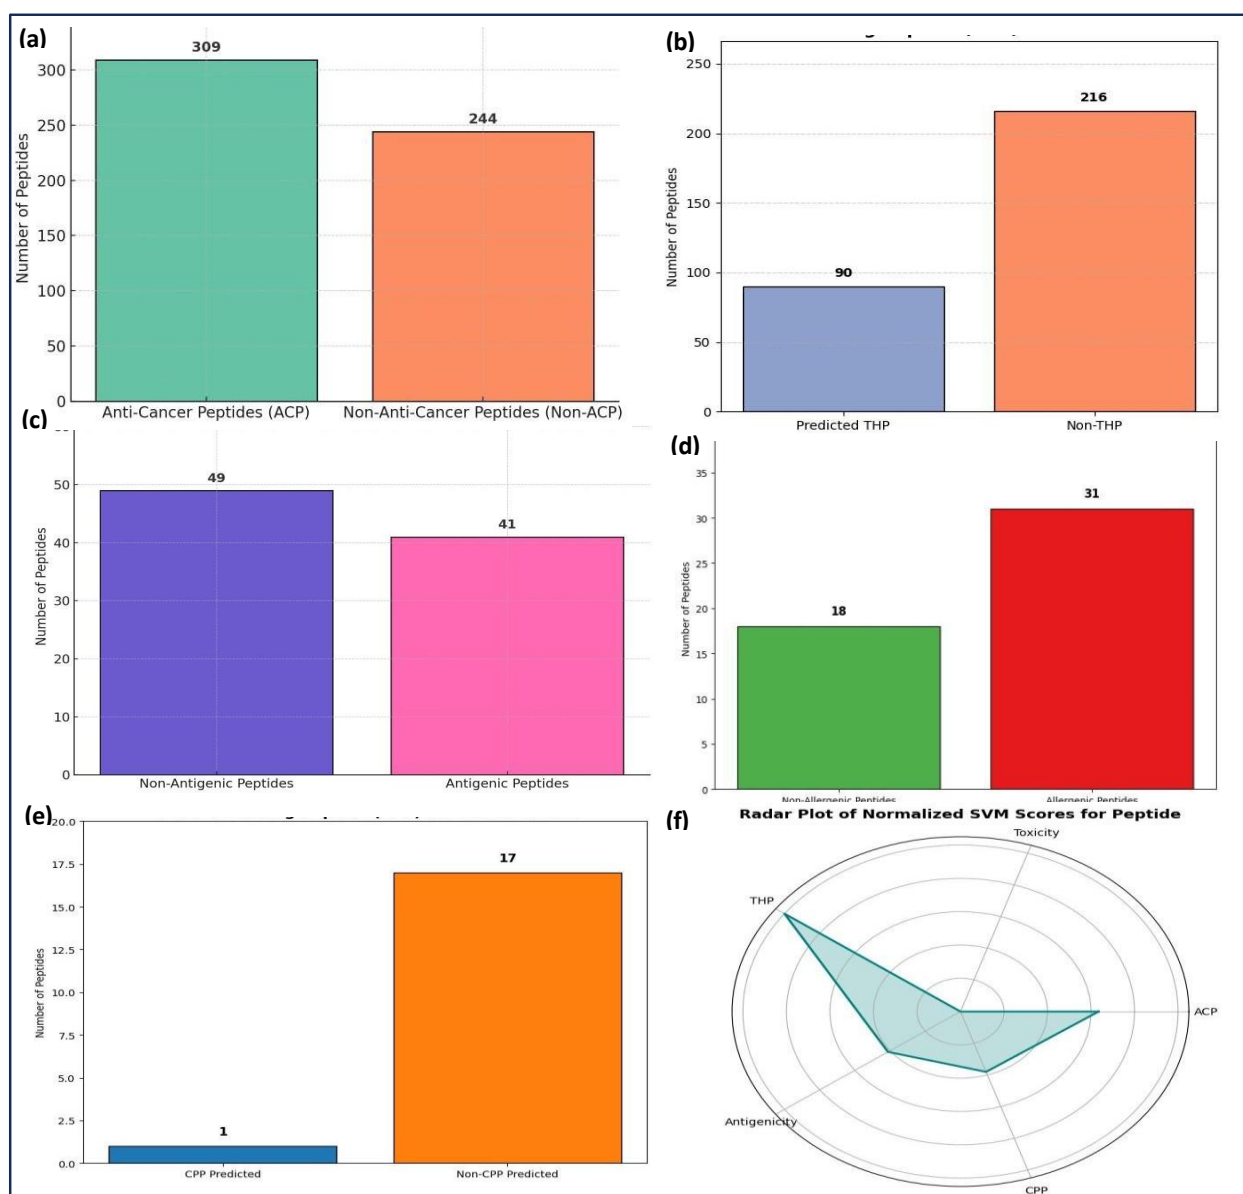 (a)
309
244
Number of Peptides
300
250
200
150
100
50
0
Anti-Cancer Peptides (ACP)
Non-Anti-Cancer Peptides (Non-ACP)
(b)
90
216
Number of Peptides
250
200
150
100
50
0
Predicted THP
Non-THP
(c)
49
41
Number of Peptides
50
40
30
20
10
0
Non-Antigenic Peptides
Antigenic Peptides
(d)
18
31
Number of Peptides
35
30
25
20
15
10
5
0
Non-Allergenic Peptides
Allergenic Peptides
(e)
1
17
Number of Peptides
20.0
17.5
15.0
12.5
10.0
7.5
5.0
2.5
0.0
CPP Predicted
Non-CPP Predicted
(f)
Radar Plot of Normalized SVM Scores for Peptide
Toxicity
THP
ACP
Antigenicity
CPP